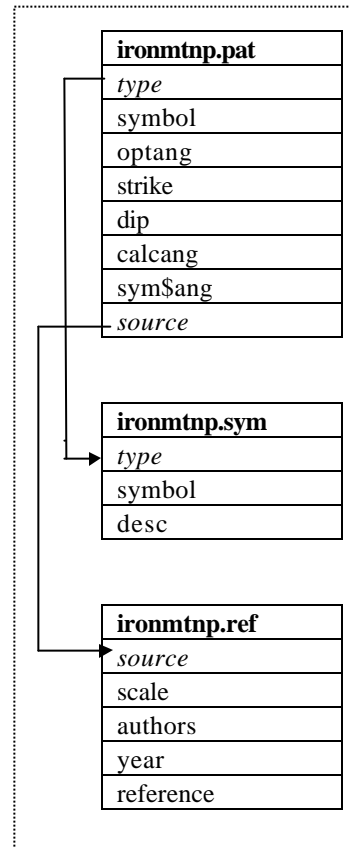 ironmtnp.pat
type
symbol
optang
strike
dip
calcang
sym$ang
source
ironmtnp.sym
type
symbol
desc
ironmtnp.ref
source
scale
authors
year
reference